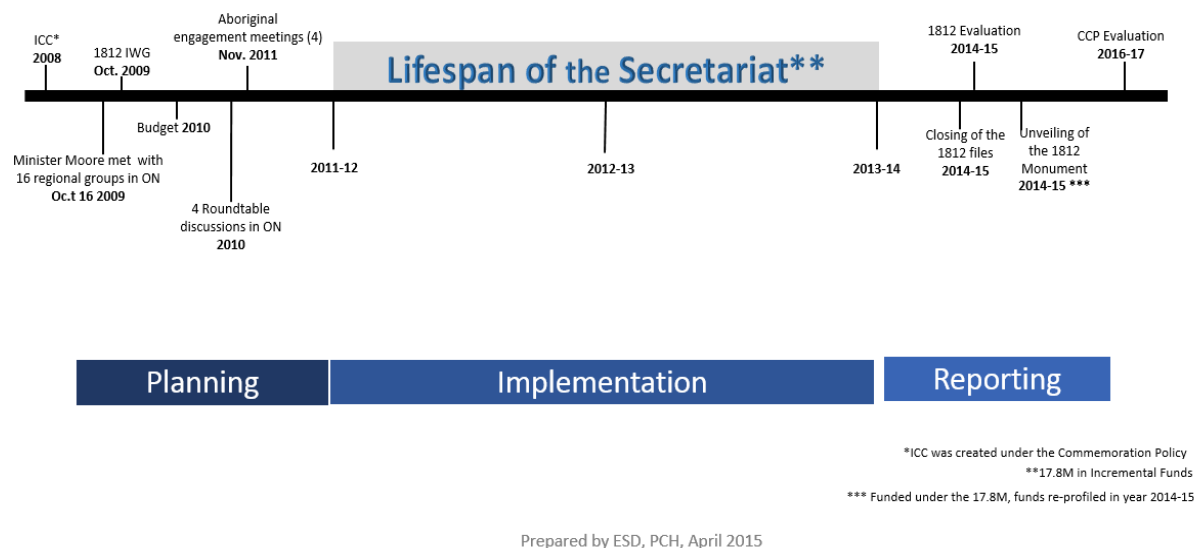 ICC*
2008
1812 IWG
Oct. 2009
Aboriginal
engagement meetings (4)
Nov. 2011
Lifespan of the Secretariat**
1812 Evaluation
2014-15
CCP Evaluation
2016-17
Minister Moore met with
16 regional groups in ON
Oc.t 16 2009
Budget 2010
4 Roundtable
discussions in ON
2010
2011-12
2012-13
2013-14
Closing of the
1812 files
2014-15
Unveiling of
of the 1812
Monument
2014-15 ***
Planning
Implementation
Reporting
*ICC was created under the Commemoration Policy
**17.8M in Incremental Funds
*** Funded under the 17.8M, funds re-profiled in year 2014-15
Prepared by ESD, PCH, April 2015